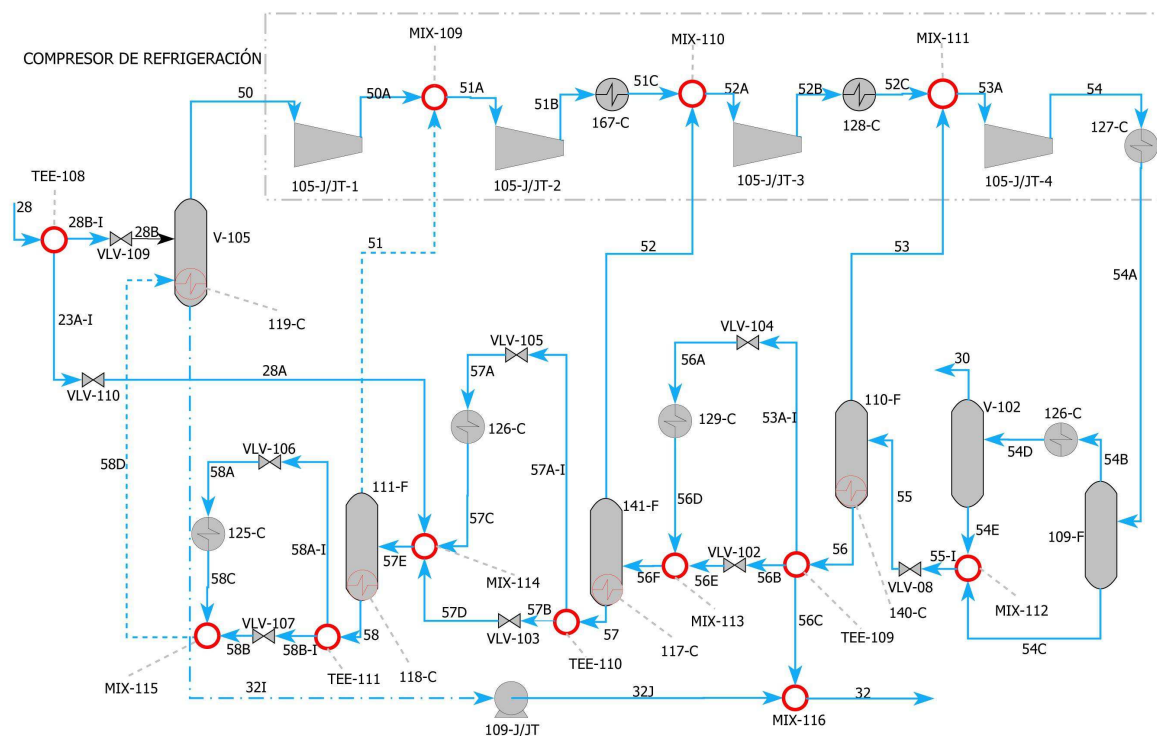 MIX-109
MIX-110
MIX-111
COMPRESOR DE REFRIGERACIÓN
50
50A
51A
51B
51C
52A
52B
52C
53A
54
167-C
128-C
127-C
105-J/JT-1
105-J/JT-2
105-J/JT-3
105-J/JT-4
TEE-108
28
28B-I
28B
VLV-109
V-105
51
52
53
54A
23A-I
119-C
VLV-110
28A
VLV-105
57A
126-C
VLV-104
56A
129-C
53A-I
30
110-F
V-102
126-C
54D
54B
58D
VLV-106
58A
125-C
58A-I
111-F
57A-I
57C
141-F
56D
55
54E
109-F
58C
57E
MIX-114
56F
VLV-102
56E
56B
56
55-I
VLV-08
MIX-112
57D
57B
VLV-103
57
MIX-113
TEE-109
140-C
VLV-107
58B
58B-I
58
56C
54C
TEE-110
117-C
MIX-115
TEE-111
118-C
32I
32J
32
109-J/JT
MIX-116